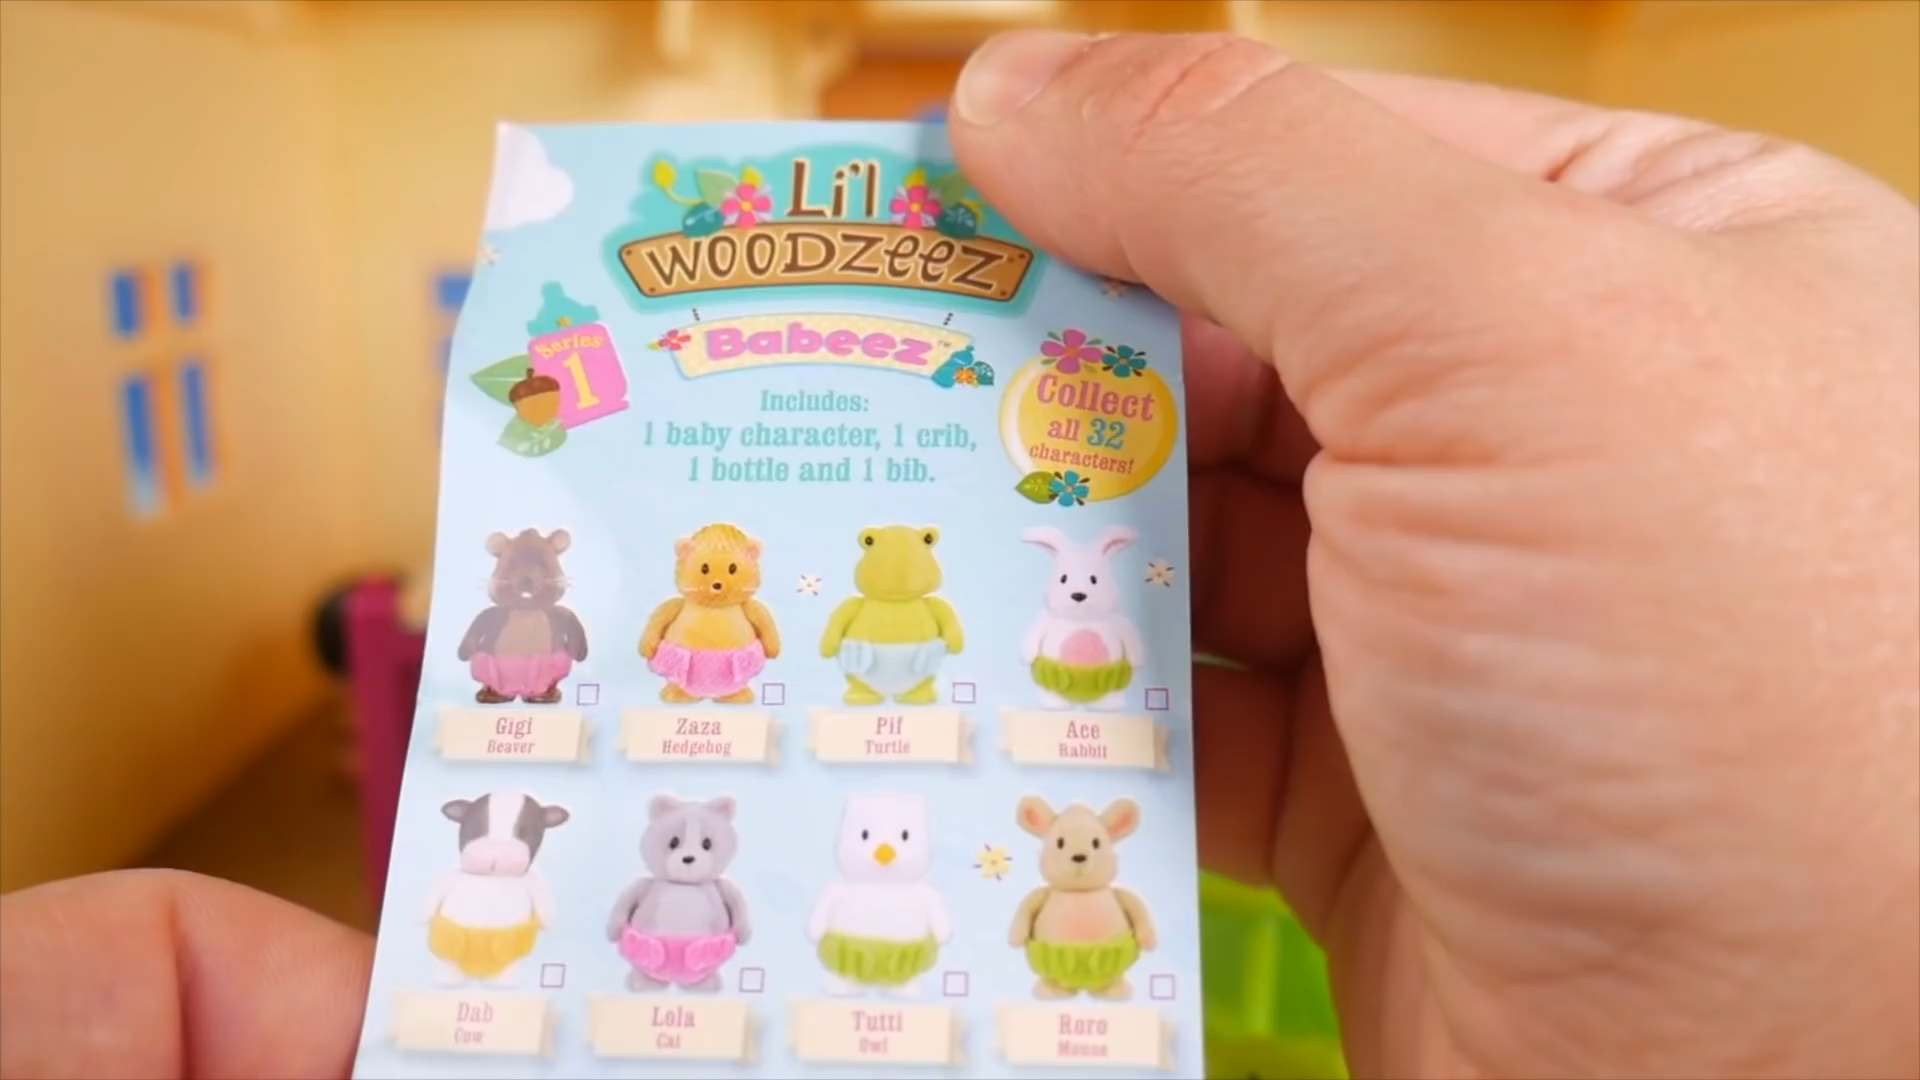 Li'l
WOODZEEZ
Babeez™
Series
1
Includes:
1 baby character, 1 crib,
1 bottle and 1 bib.
Collect
all 32
characters!
Gigi
Beaver
Zaza
Hedgehog
Pif
Turtle
Ace
Rabbit
Dab
Cow
Lola
Cat
Tutti
Owl
Roro
Mouse